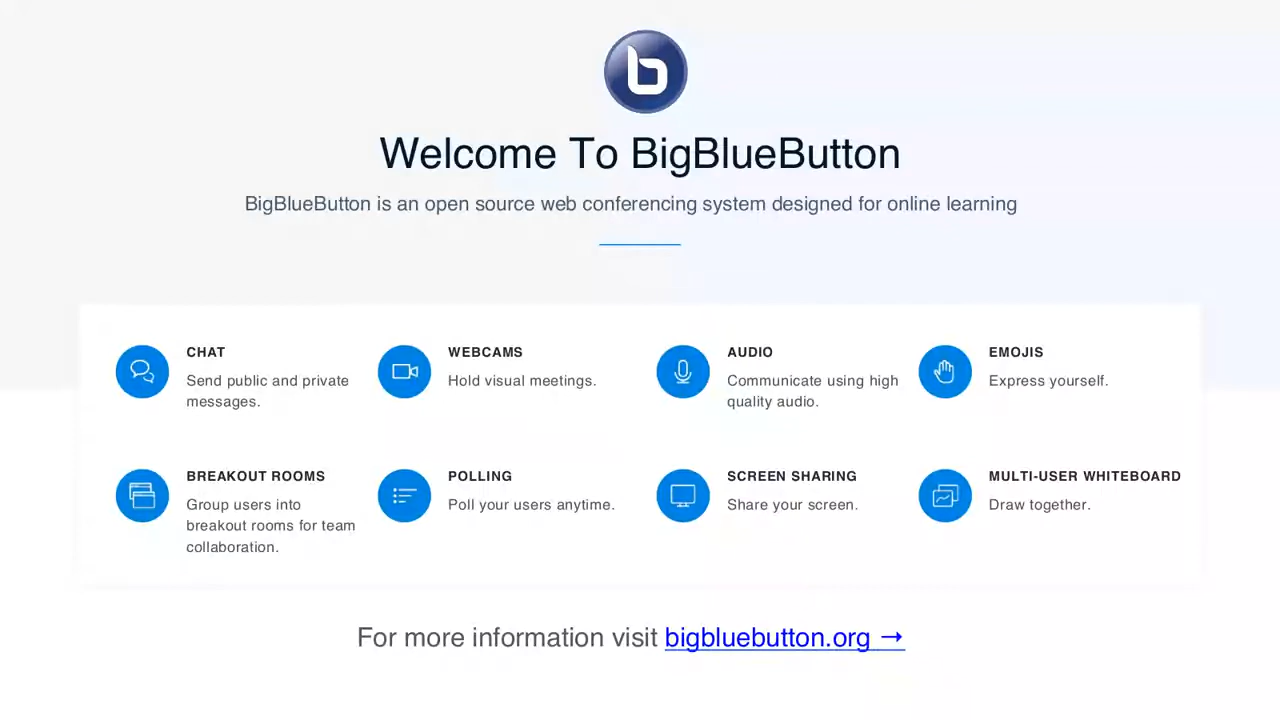 Welcome To BigBlueButton
BigBlueButton is an open source web conferencing system designed for online learning
CHAT
Send public and private
messages.
WEBCAMS
Hold visual meetings.
AUDIO
Communicate using high
quality audio.
EMOJIS
Express yourself.
BREAKOUT ROOMS
Group users into
breakout rooms for team
collaboration.
POLLING
Poll your users anytime.
SCREEN SHARING
Share your screen.
MULTI-USER WHITEBOARD
Draw together.
For more information visit bigbluebutton.org →